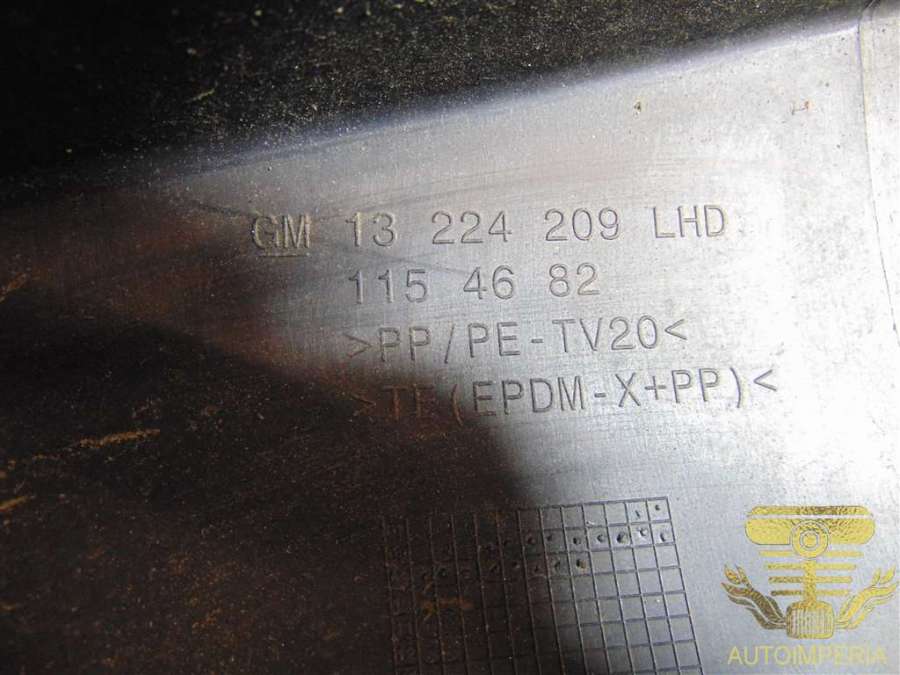 GM 13 224 209 LHD
115 46 82
>PP/PE-TV20<
>TE(EPDM-X+PP)<
AUTOIMPERIA